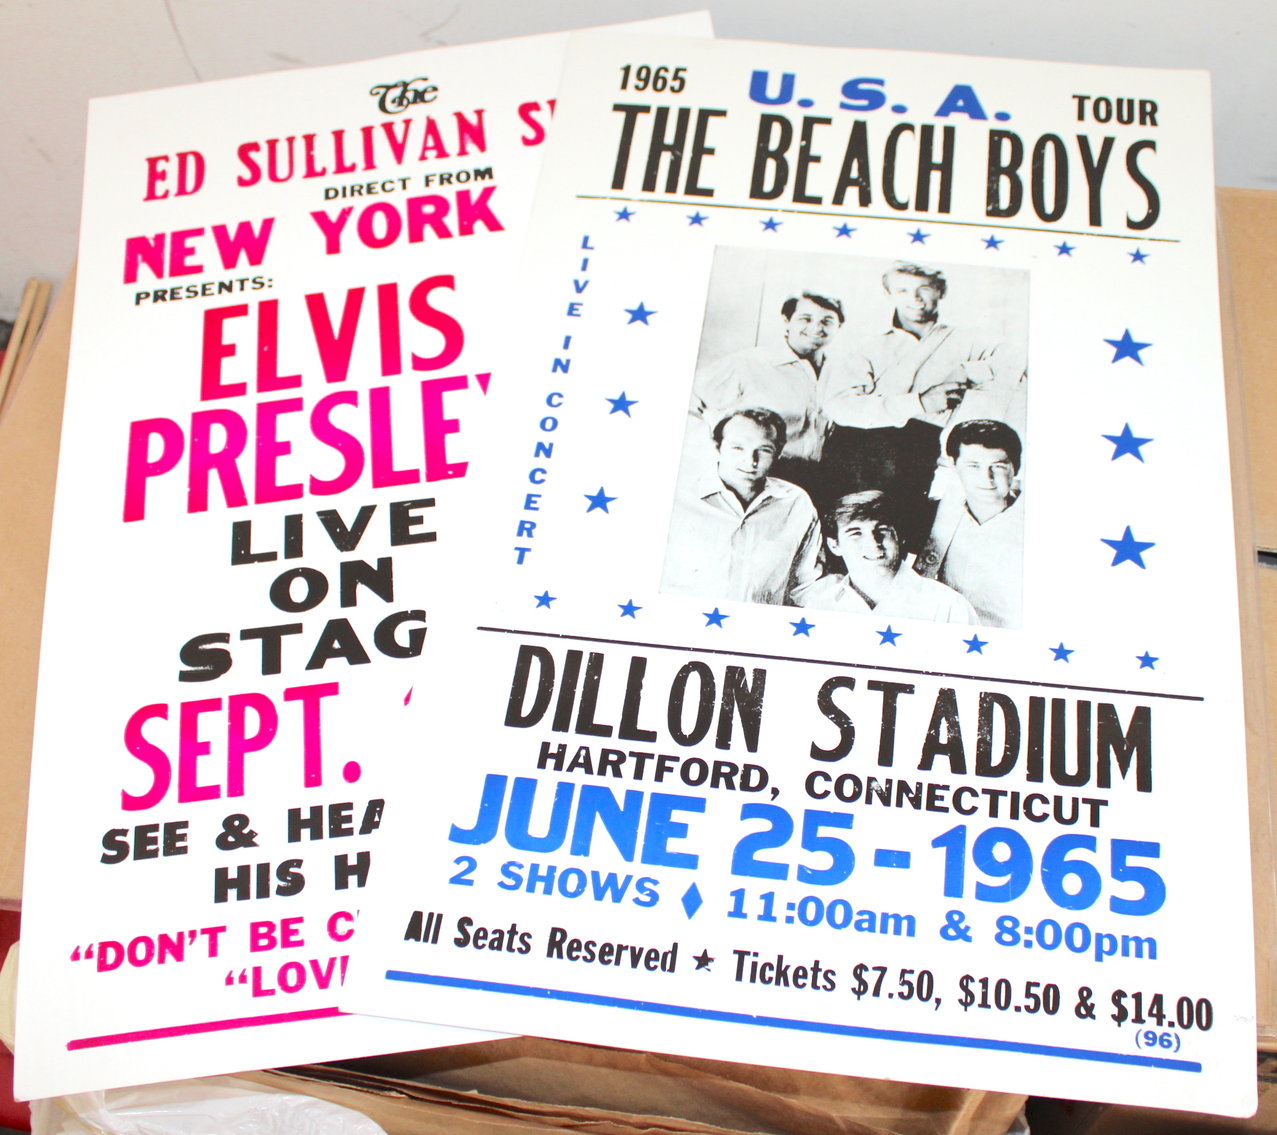 The
ED SULLIVAN
DIRECT FROM
NEW YORK
PRESENTS:
ELVIS
PRESLEY
LIVE
ON
STAG
SEPT.
SEE & HEA
HIS H
"DON'T BE C
"LOV
1965 U.S.A. TOUR
THE BEACH BOYS
LIVE IN CONCERT
DILLON STADIUM
HARTFORD, CONNECTICUT
JUNE 25-1965
2 SHOWS ♦ 11:00am & 8:00pm
All Seats Reserved ★ Tickets $7.50, $10.50 & $14.00
(96)